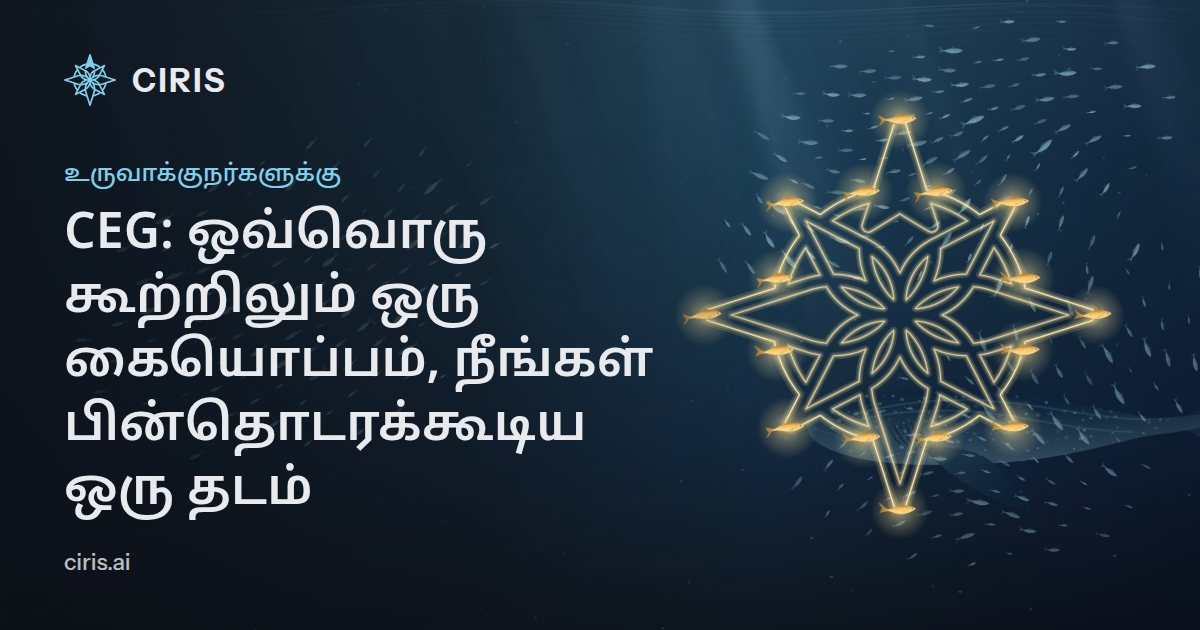 CIRIS
உருவாக்குநர்களுக்கு
CEG: ஒவ்வொரு
கூற்றிலும் ஒரு
கையொப்பம், நீங்கள்
பின்தொடரக்கூடிய
ஒரு தடம்
ciris.ai